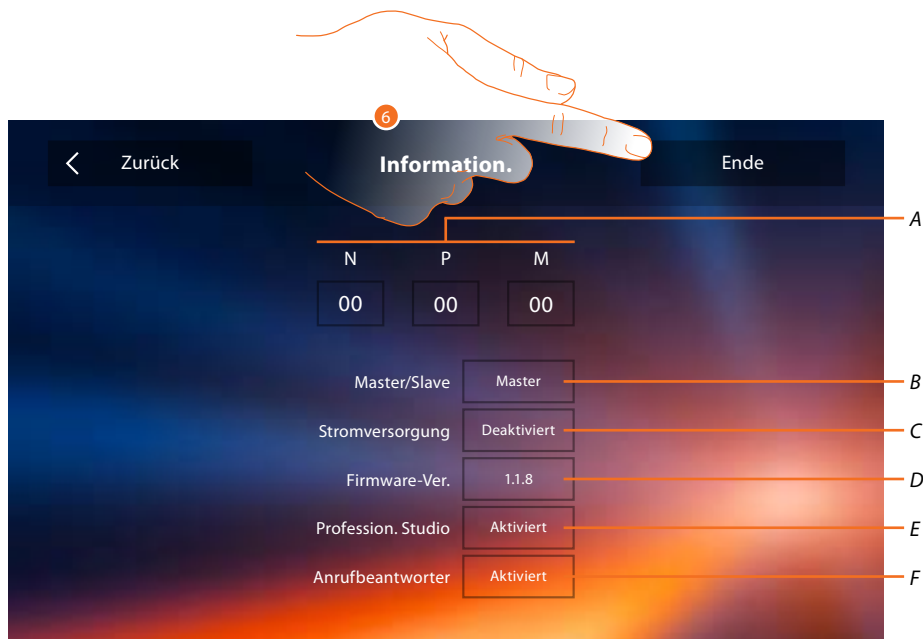 6
Zurück
Information.
Ende
A
N P M
00 00 00
Master/Slave Master B
Stromversorgung Deaktiviert C
Firmware-Ver. 1.1.8 D
Profession. Studio Aktiviert E
Anrufbeantworter Aktiviert F